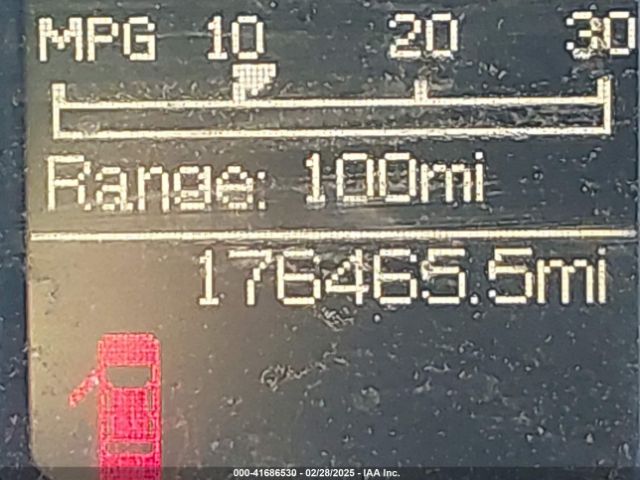 MPG 10 20 30
Range: 100mi
176465.5mi
000-41686530 - 02/28/2025 - IAA Inc.